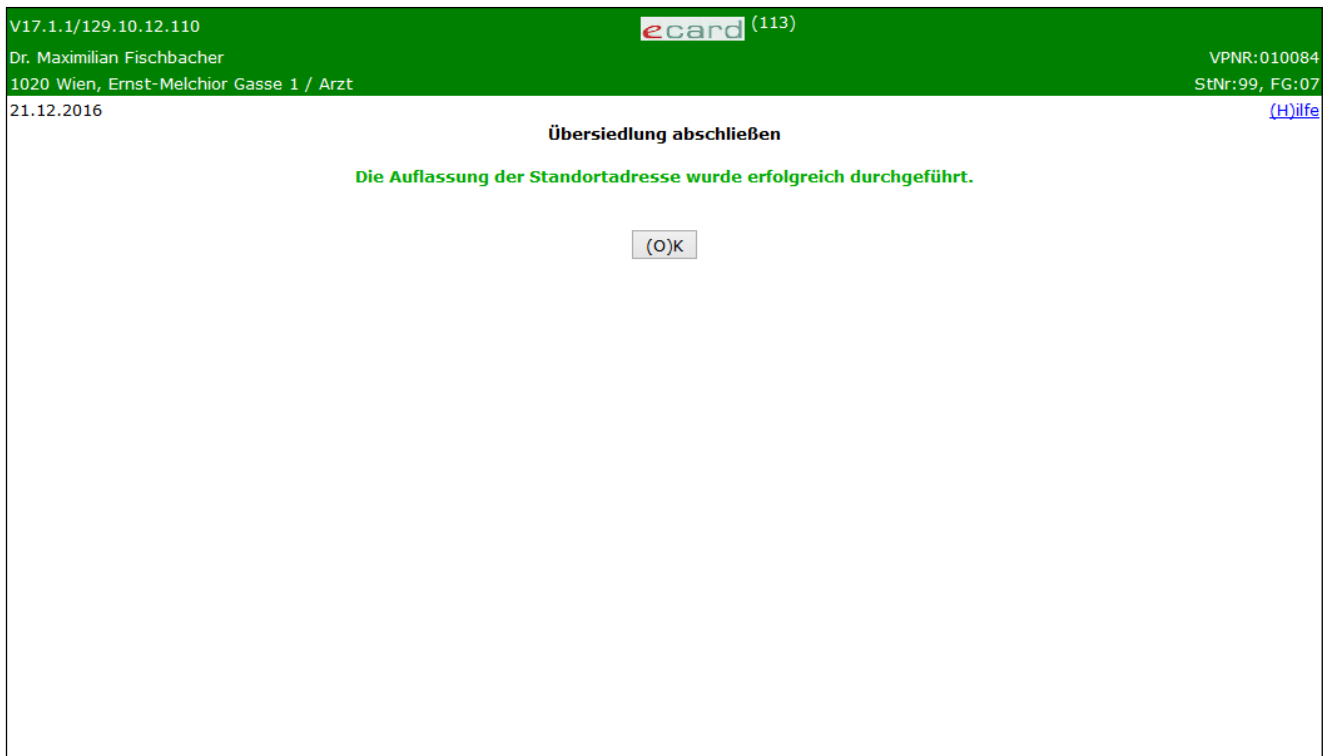 V17.1.1/129.10.12.110 ecard (113)
Dr. Maximilian Fischbacher VPNR:010084
1020 Wien, Ernst-Melchior Gasse 1 / Arzt StNr:99, FG:07
21.12.2016 (H)ilfe
Übersiedlung abschließen
Die Auflassung der Standortadresse wurde erfolgreich durchgeführt.
(O)K